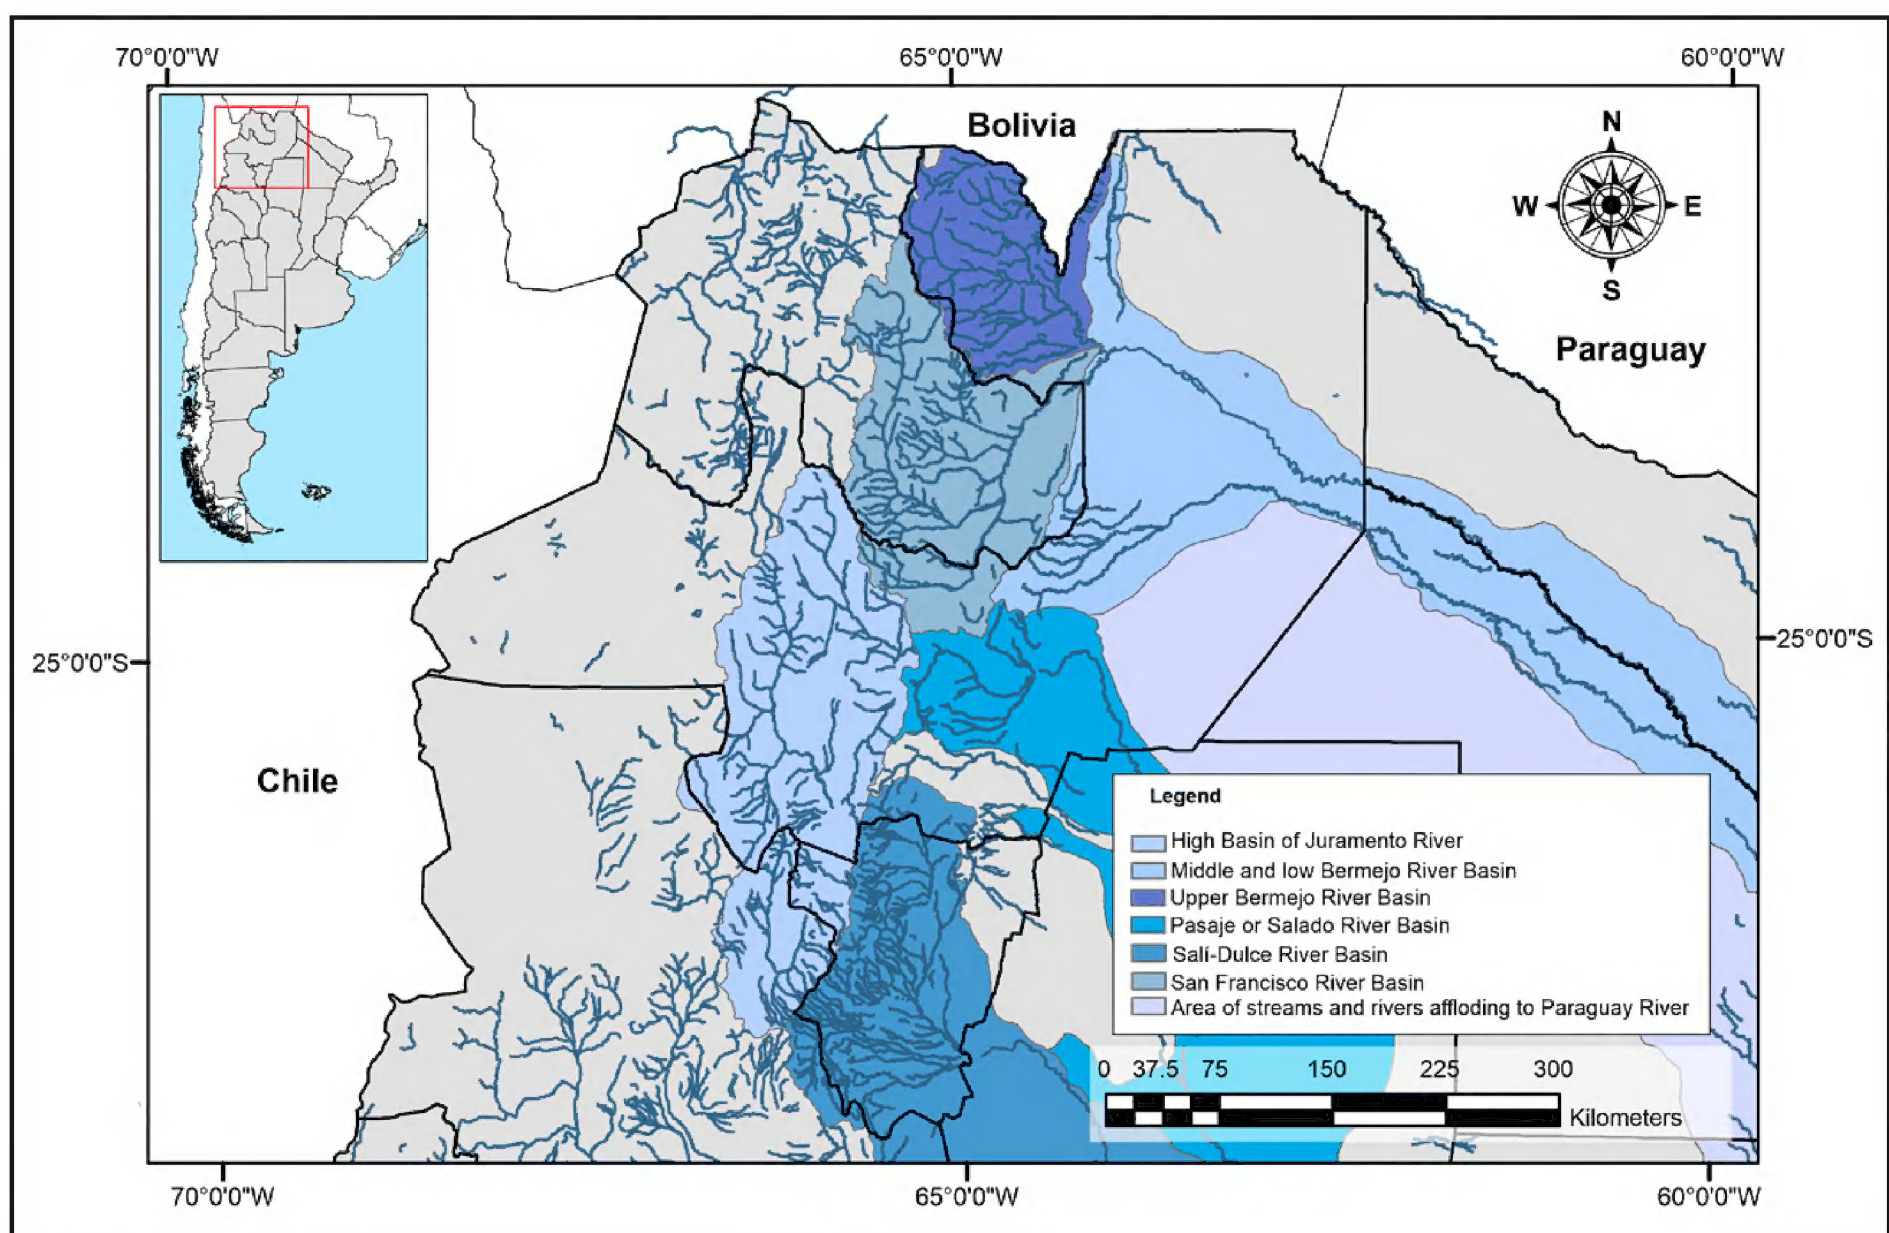 70°0'0"W 65°0'0"W 60°0'0"W
Bolivia
N
W E
S
Paraguay
25°0'0"S 25°0'0"S
Chile
Legend
High Basin of Juramento River
Middle and low Bermejo River Basin
Upper Bermejo River Basin
Pasaje or Salado River Basin
Salí-Dulce River Basin
San Francisco River Basin
Area of streams and rivers affloding to Paraguay River
0 37.5 75 150 225 300
Kilometers
70°0'0"W 65°0'0"W 60°0'0"W